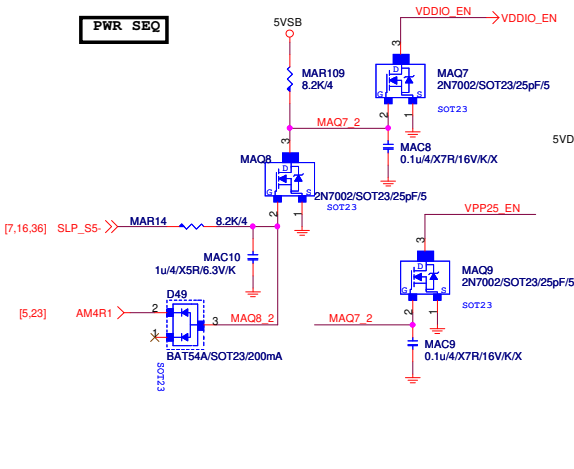 PWR SEQ
VDDIO_EN
VDDIO_EN
5VSB
3
D
MAR109
8.2K/4
MAQ7
2N7002/SOT23/25pF/5
G
S
SOT23
2
1
MAQ7_2
3
MAC8
0.1u/4/X7R/16V/K/X
5VD
MAQ8
D
G
S
2N7002/SOT23/25pF/5
SOT23
2
1
[7,16,36]
SLP_S5-
MAR14
8.2K/4
VPP25_EN
3
MAC10
1u/4/X5R/6.3V/K
D
MAQ9
2N7002/SOT23/25pF/5
G
S
SOT23
2
1
D49
[5,23]
AM4R1
2
3
MAQ8_2
MAQ7_2
1
MAC9
0.1u/4/X7R/16V/K/X
BAT54A/SOT23/200mA
SOT23